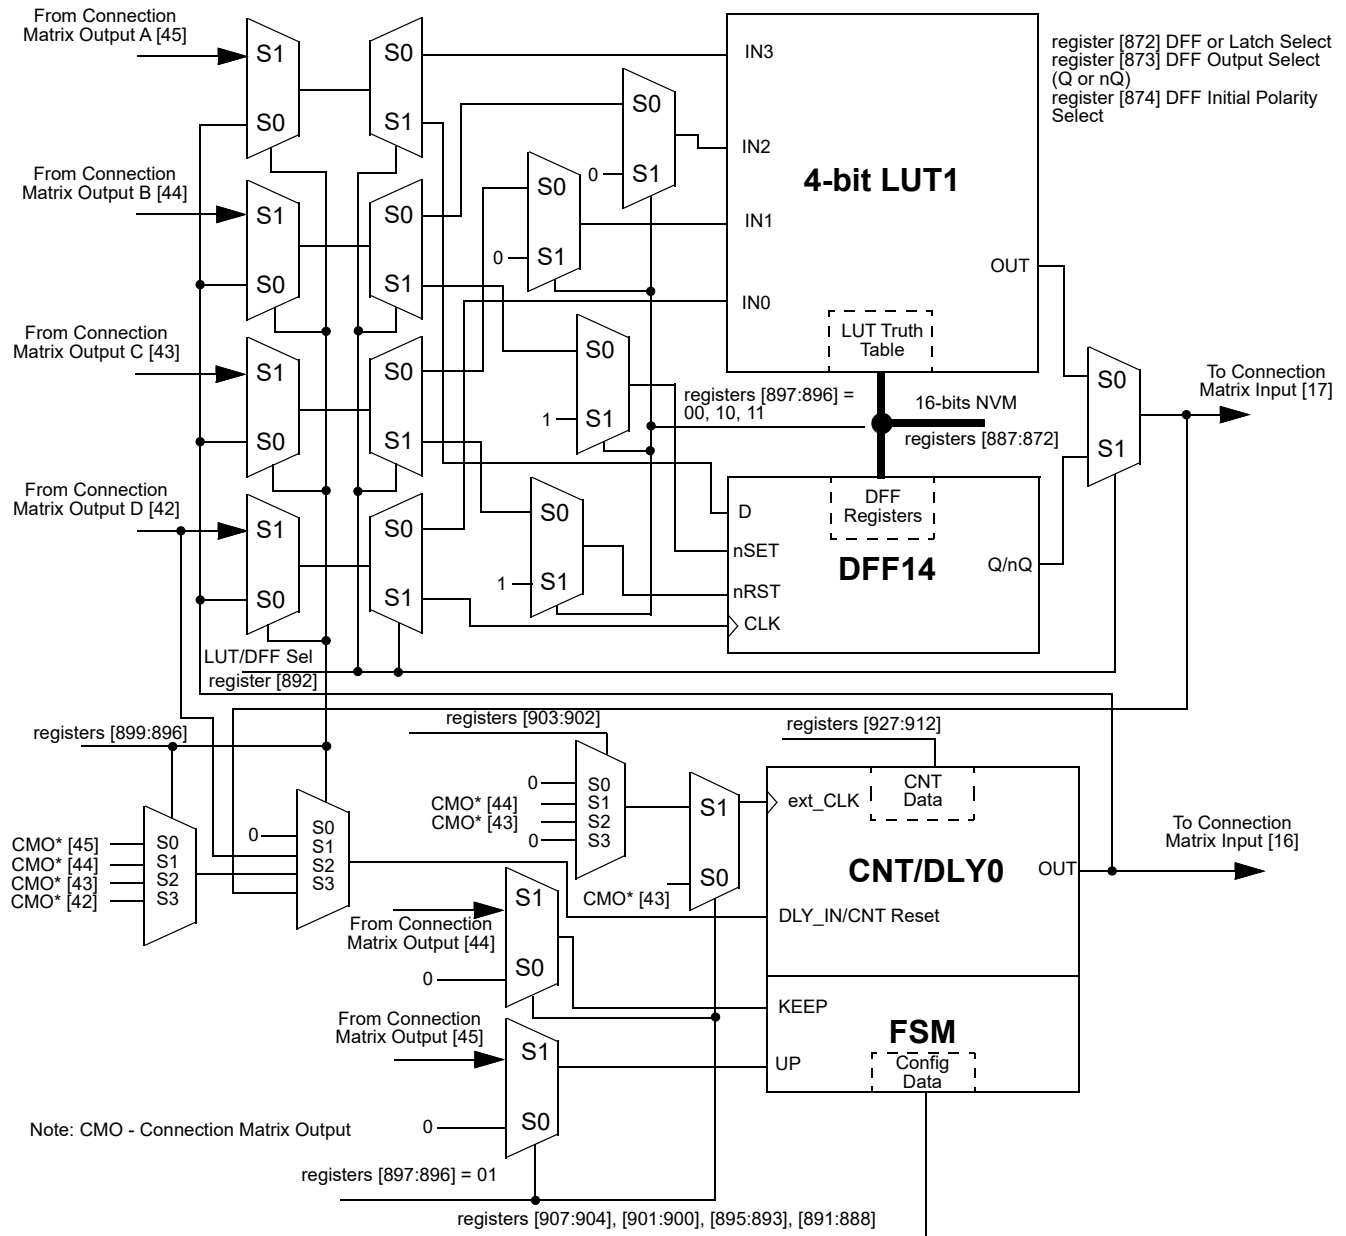 From Connection
Matrix Output A [45]
S1
S0
S0
S1
IN3
S0
0
S1
IN2
4-bit LUT1
register [872] DFF or Latch Select
register [873] DFF Output Select
(Q or nQ)
register [874] DFF Initial Polarity
Select
From Connection
Matrix Output B [44]
S1
S0
S0
S1
S0
0
S1
IN1
IN0
OUT
LUT Truth
Table
From Connection
Matrix Output C [43]
S1
S0
S0
S1
S0
1
S1
registers [897:896] =
00, 10, 11
16-bits NVM
registers [887:872]
S0
S1
To Connection
Matrix Input [17]
From Connection
Matrix Output D [42]
S1
S0
S0
S1
S0
1
S1
D
nSET
nRST
CLK
DFF
Registers
DFF14
Q/nQ
LUT/DFF Sel
register [892]
registers [899:896]
registers [903:902]
registers [927:912]
CMO* [45]
CMO* [44]
CMO* [43]
CMO* [42]
S0
S1
S2
S3
0
S0
S1
S2
S3
0
CMO* [44]
CMO* [43]
0
S0
S1
S2
S3
S1
S0
CMO* [43]
ext_CLK
CNT
Data
CNT/DLY0
OUT
DLY_IN/CNT Reset
To Connection
Matrix Input [16]
From Connection
Matrix Output [44]
0
S1
S0
KEEP
FSM
UP
Config
Data
From Connection
Matrix Output [45]
0
S1
S0
Note: CMO - Connection Matrix Output
registers [897:896] = 01
registers [907:904], [901:900], [895:893], [891:888]